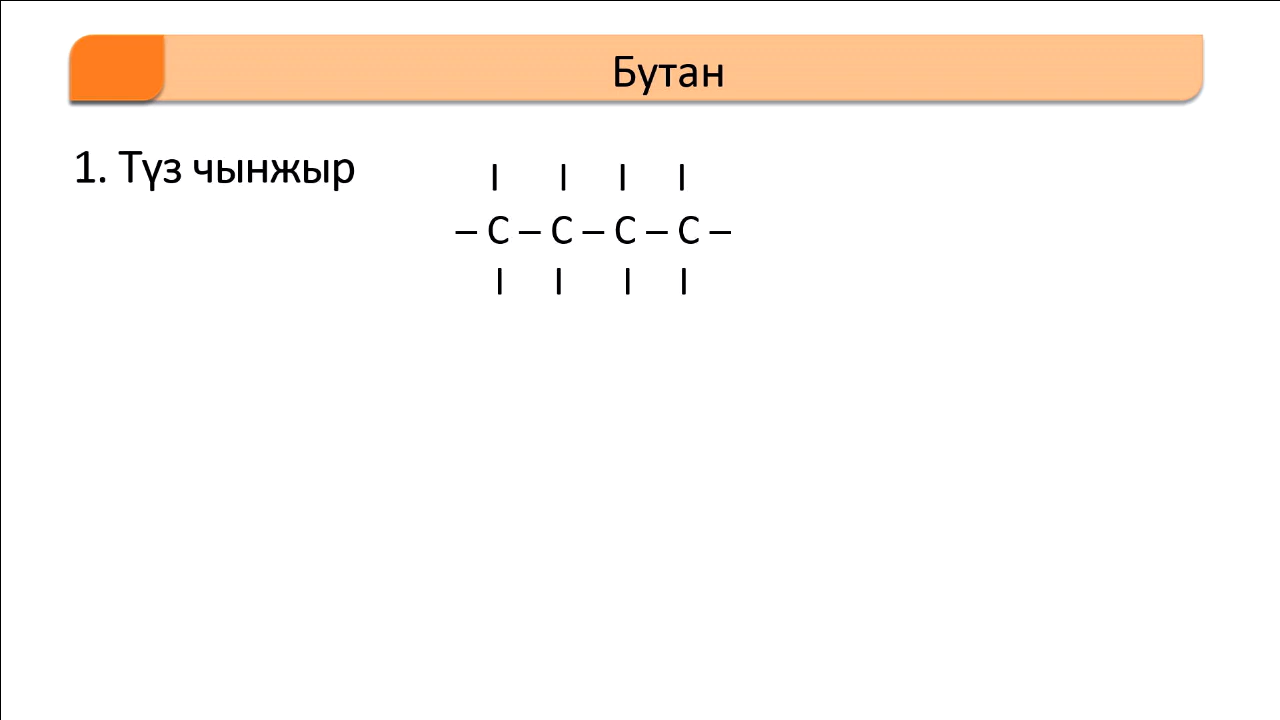 Бутан
1. Түз чынжыр
I I I I
– C – C – C – C –
I I I I